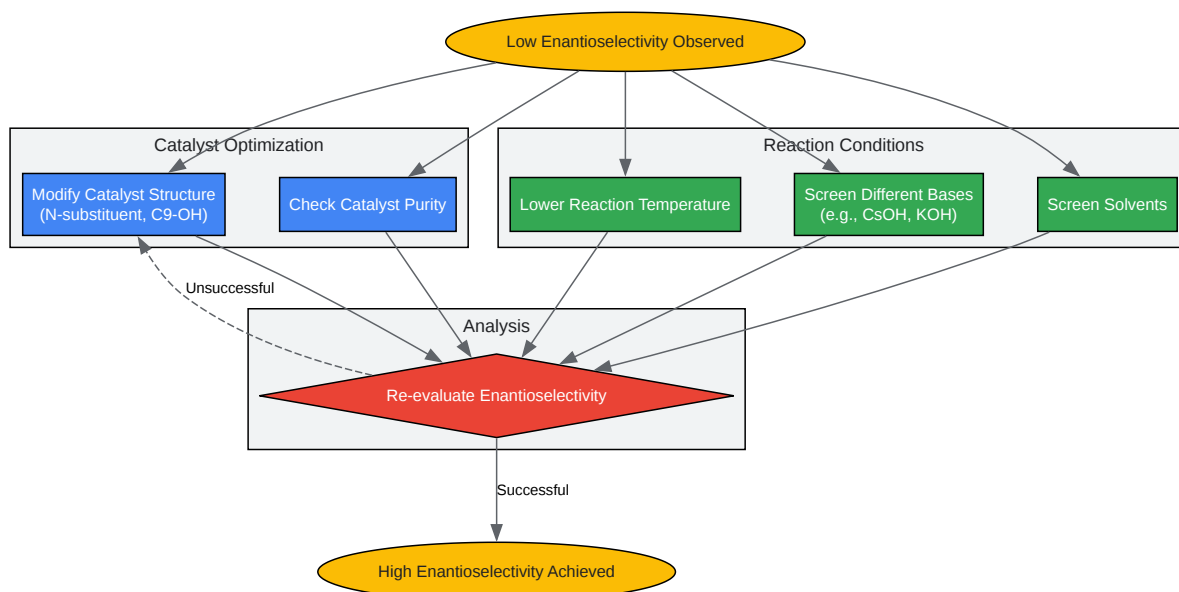 Low Enantioselectivity Observed
Catalyst Optimization
Reaction Conditions
Modify Catalyst Structure
(N-substituent, C9-OH)
Check Catalyst Purity
Lower Reaction Temperature
Screen Different Bases
(e.g., CsOH, KOH)
Screen Solvents
Unsuccessful
Analysis
Re-evaluate Enantioselectivity
Successful
High Enantioselectivity Achieved